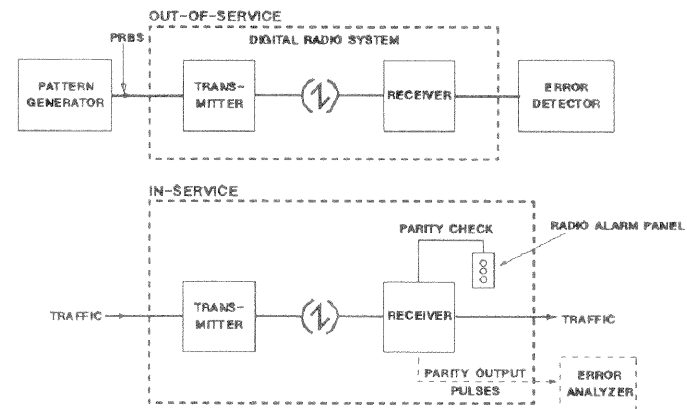 OUT-OF-SERVICE
PRBS
DIGITAL RADIO SYSTEM
PATTERN
GENERATOR
TRANS-
MITTER
RECEIVER
ERROR
DETECTOR
IN-SERVICE
PARITY CHECK
RADIO ALARM PANEL
TRAFFIC
TRANS-
MITTER
RECEIVER
TRAFFIC
PARITY OUTPUT
PULSES
ERROR
ANALYZER